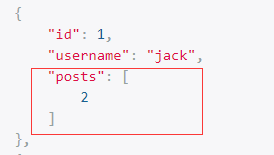 {
"id": 1,
"username": "jack",
"posts": [
2
]
},